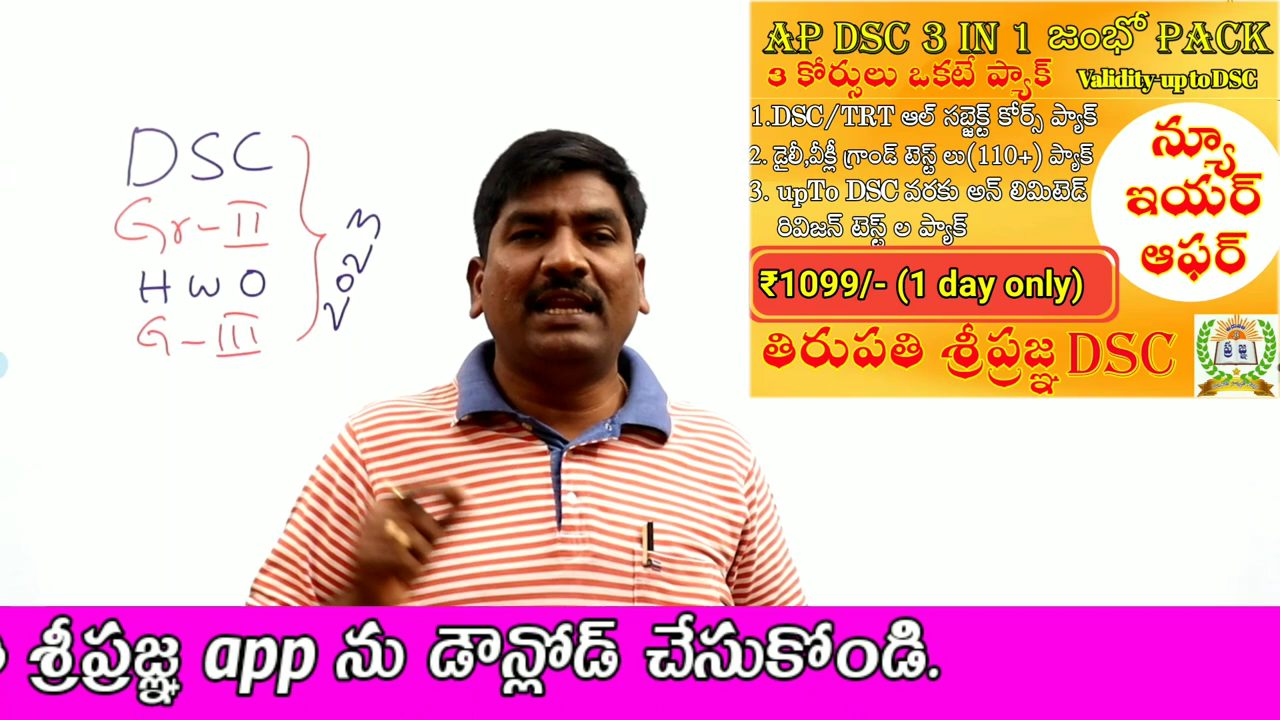 DSC
Gr-II
HWO
G-III
AP DSC 3 IN 1 జంభో PACK
3 కోర్సులు ఒకటే ప్యాక్ Validity-upto DSC
1.DSC/TRT ఆల్ సబ్జెక్ట్ కోర్స్ ప్యాక్
2. డైలీ,వీక్లీ గ్రాండ్ టెస్ట్ లు(110+) ప్యాక్
3. upTo DSC వరకు అన్ లిమిటెడ్
రివిజన్ టెస్ట్ ల ప్యాక్
న్యూ
ఇయర్
ఆఫర్
₹1099/- (1 day only)
తిరుపతి శ్రీప్రజ్ఞ DSC
శ్రీప్రజ్ఞ app ను డౌన్లోడ్ చేసుకోండి.